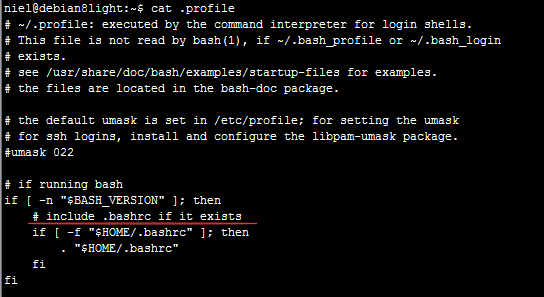 niel@debian8light:~$ cat .profile
# ~/.profile: executed by the command interpreter for login shells.
# This file is not read by bash(1), if ~/.bash_profile or ~/.bash_login
# exists.
# see /usr/share/doc/bash/examples/startup-files for examples.
# the files are located in the bash-doc package.

# the default umask is set in /etc/profile; for setting the umask
# for ssh logins, install and configure the libpam-umask package.
#umask 022

# if running bash
if [ -n "$BASH_VERSION" ]; then
    # include .bashrc if it exists
    if [ -f "$HOME/.bashrc" ]; then
        . "$HOME/.bashrc"
    fi
fi